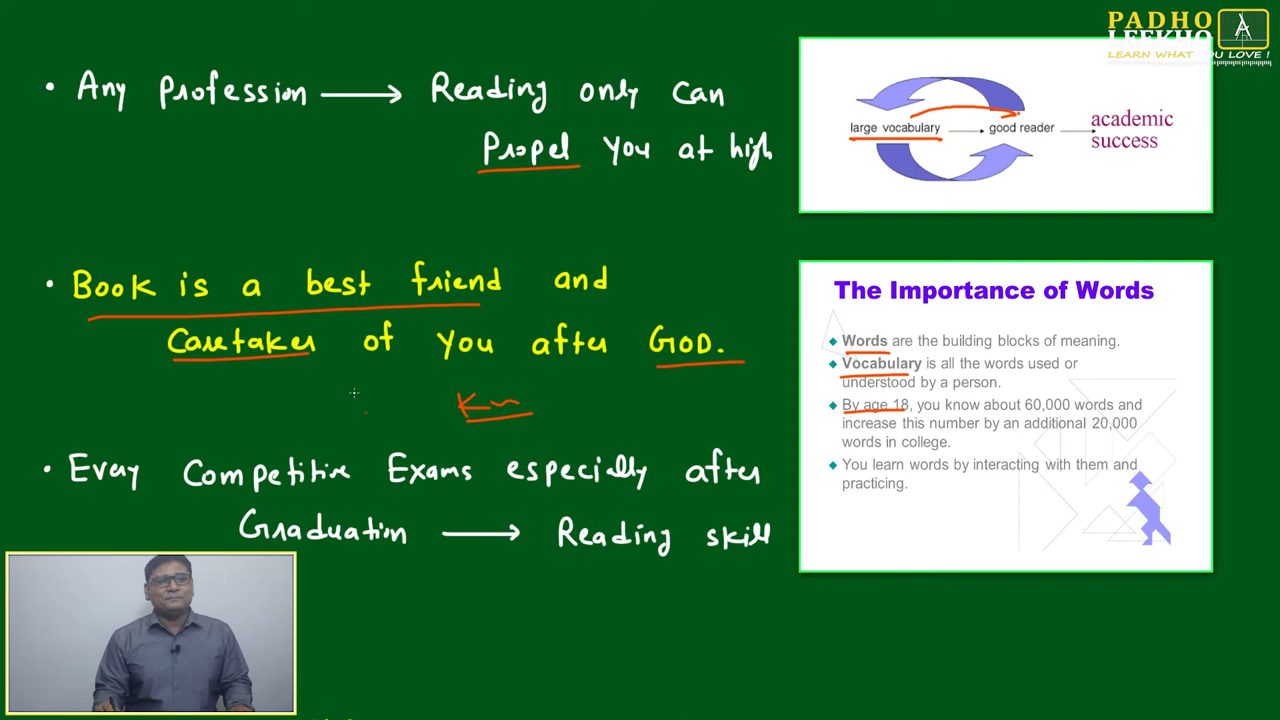 PADHO
LEEKHO
LEARN WHAT YOU LOVE !
• Any Profession ⟶ Reading only can
Propel You at high
large vocabulary
good reader
academic
success
• Book is a best friend and
Caretaker of you after GOD.
• Every Competitive Exams especially after
Graduation ⟶ Reading skill
The Importance of Words
Words are the building blocks of meaning.
Vocabulary is all the words used or
understood by a person.
By age 18, you know about 60,000 words and
increase this number by an additional 20,000
words in college.
You learn words by interacting with them and
practicing.